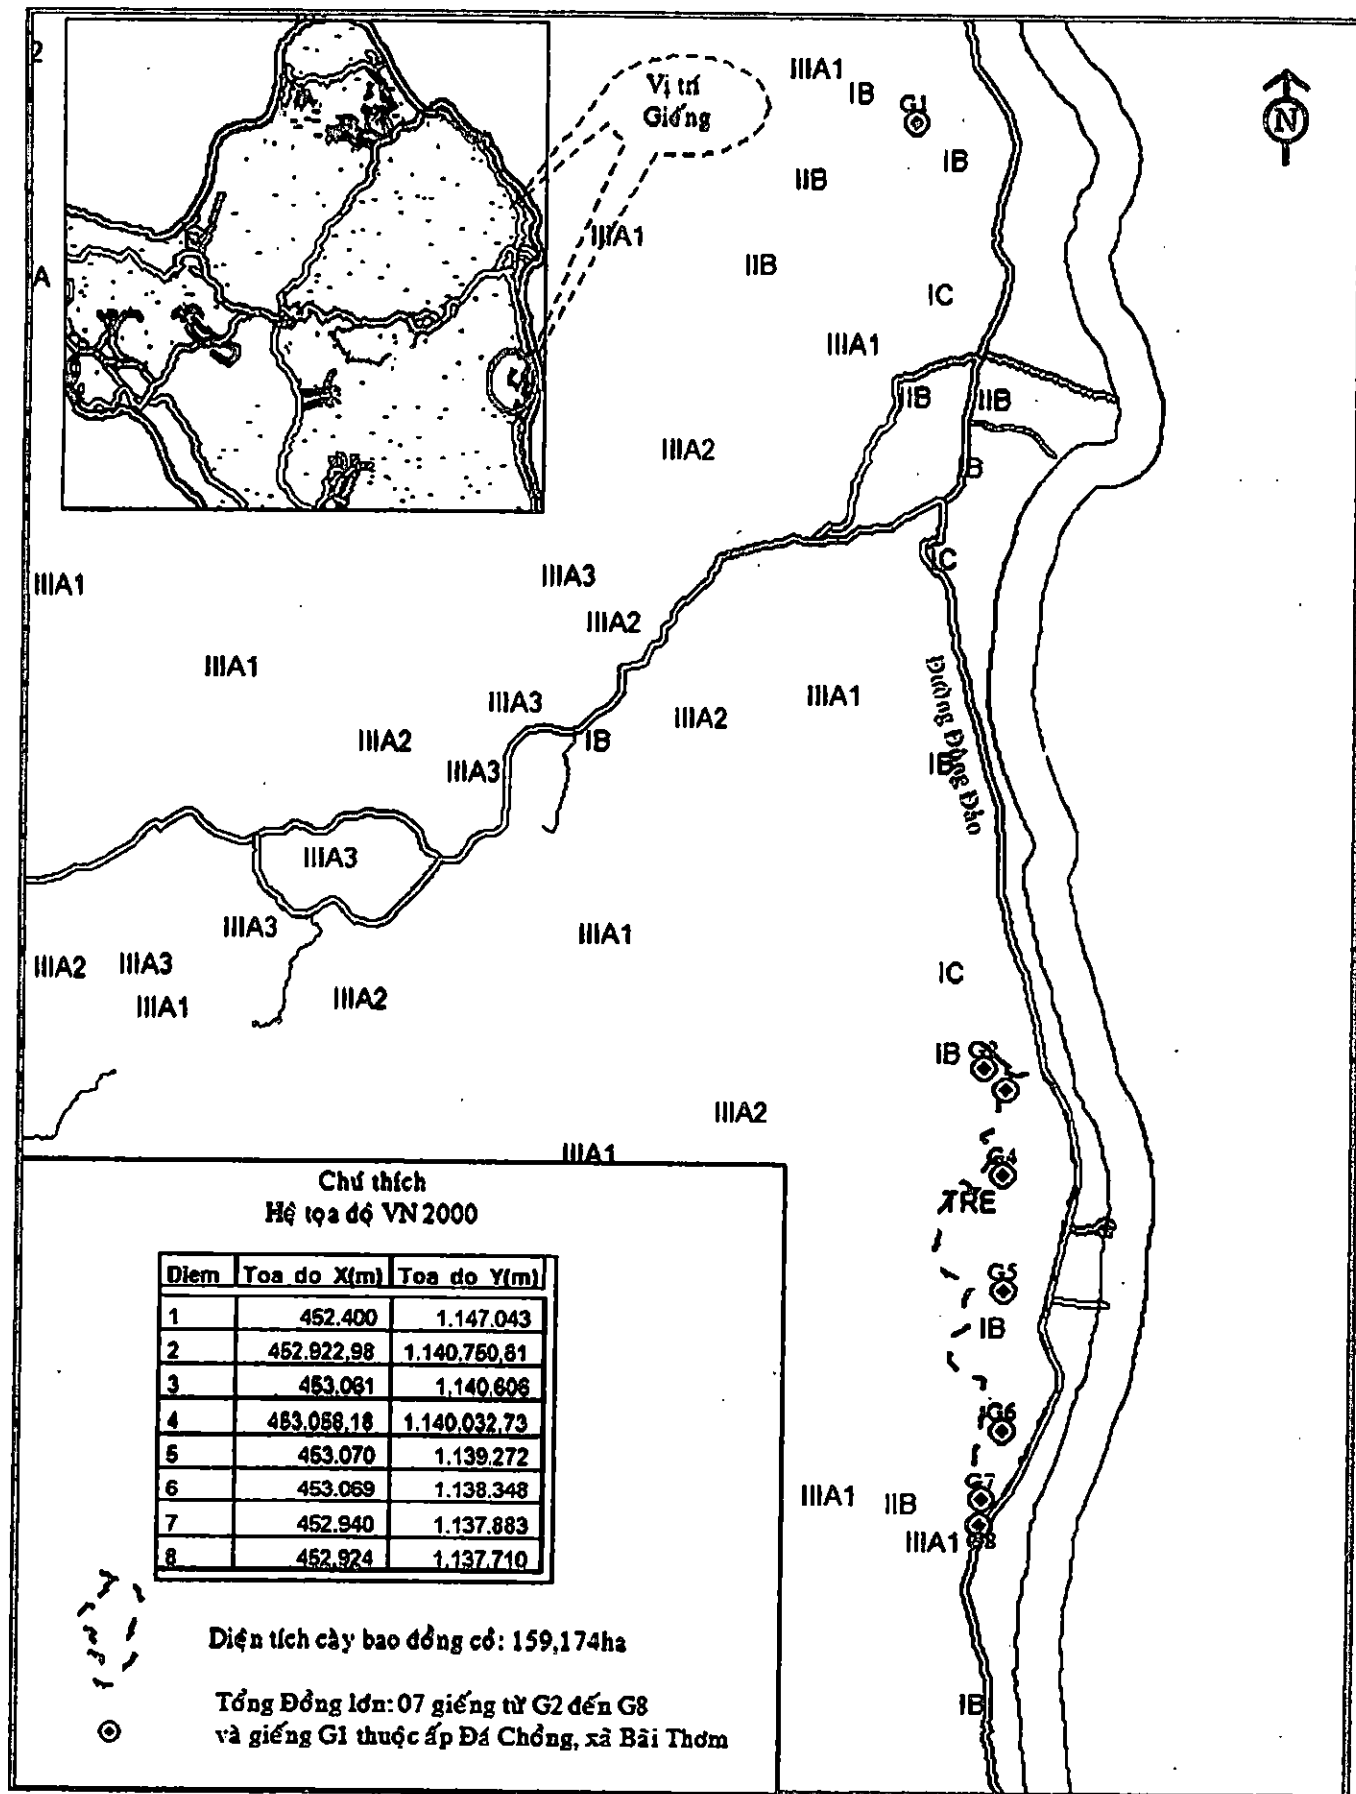 2
Vị trí
Giếng
IIIA1
IB
G1
N
IB
IIB
IIIA1
IIB
A
IC
IIIA1
IIB
IIB
IIIA2
B
IC
IIIA1
IIIA3
IIIA2
IIIA1
IIIA3
IIIA2
IIIA1
Đường Đông Đảo
IIIA2
IB
IB
IIIA3
IIIA3
IIIA3
IIIA1
IIIA2
IIIA3
IIIA1
IIIA2
IC
IB
IIIA2
IIIA1
G4
TRE
G5
IB
G6
G7
IIIA1
IIB
IIIA1
G8
IB
Chú thích
Hệ tọa độ VN 2000
Diem Toa do X(m) Toa do Y(m)
1 452.400 1.147.043
2 452.922,98 1.140.750,81
3 453.061 1,140,606
4 453.058,18 1.140.032,73
5 453.070 1.139.272
6 453.069 1.138.348
7 452.940 1.137.883
8 452.924 1.137.710
Diện tích cày bao đồng cỏ: 159,174ha
Tổng Đồng lớn: 07 giếng từ G2 đến G8
và giếng G1 thuộc ấp Đá Chồng, xã Bãi Thơm